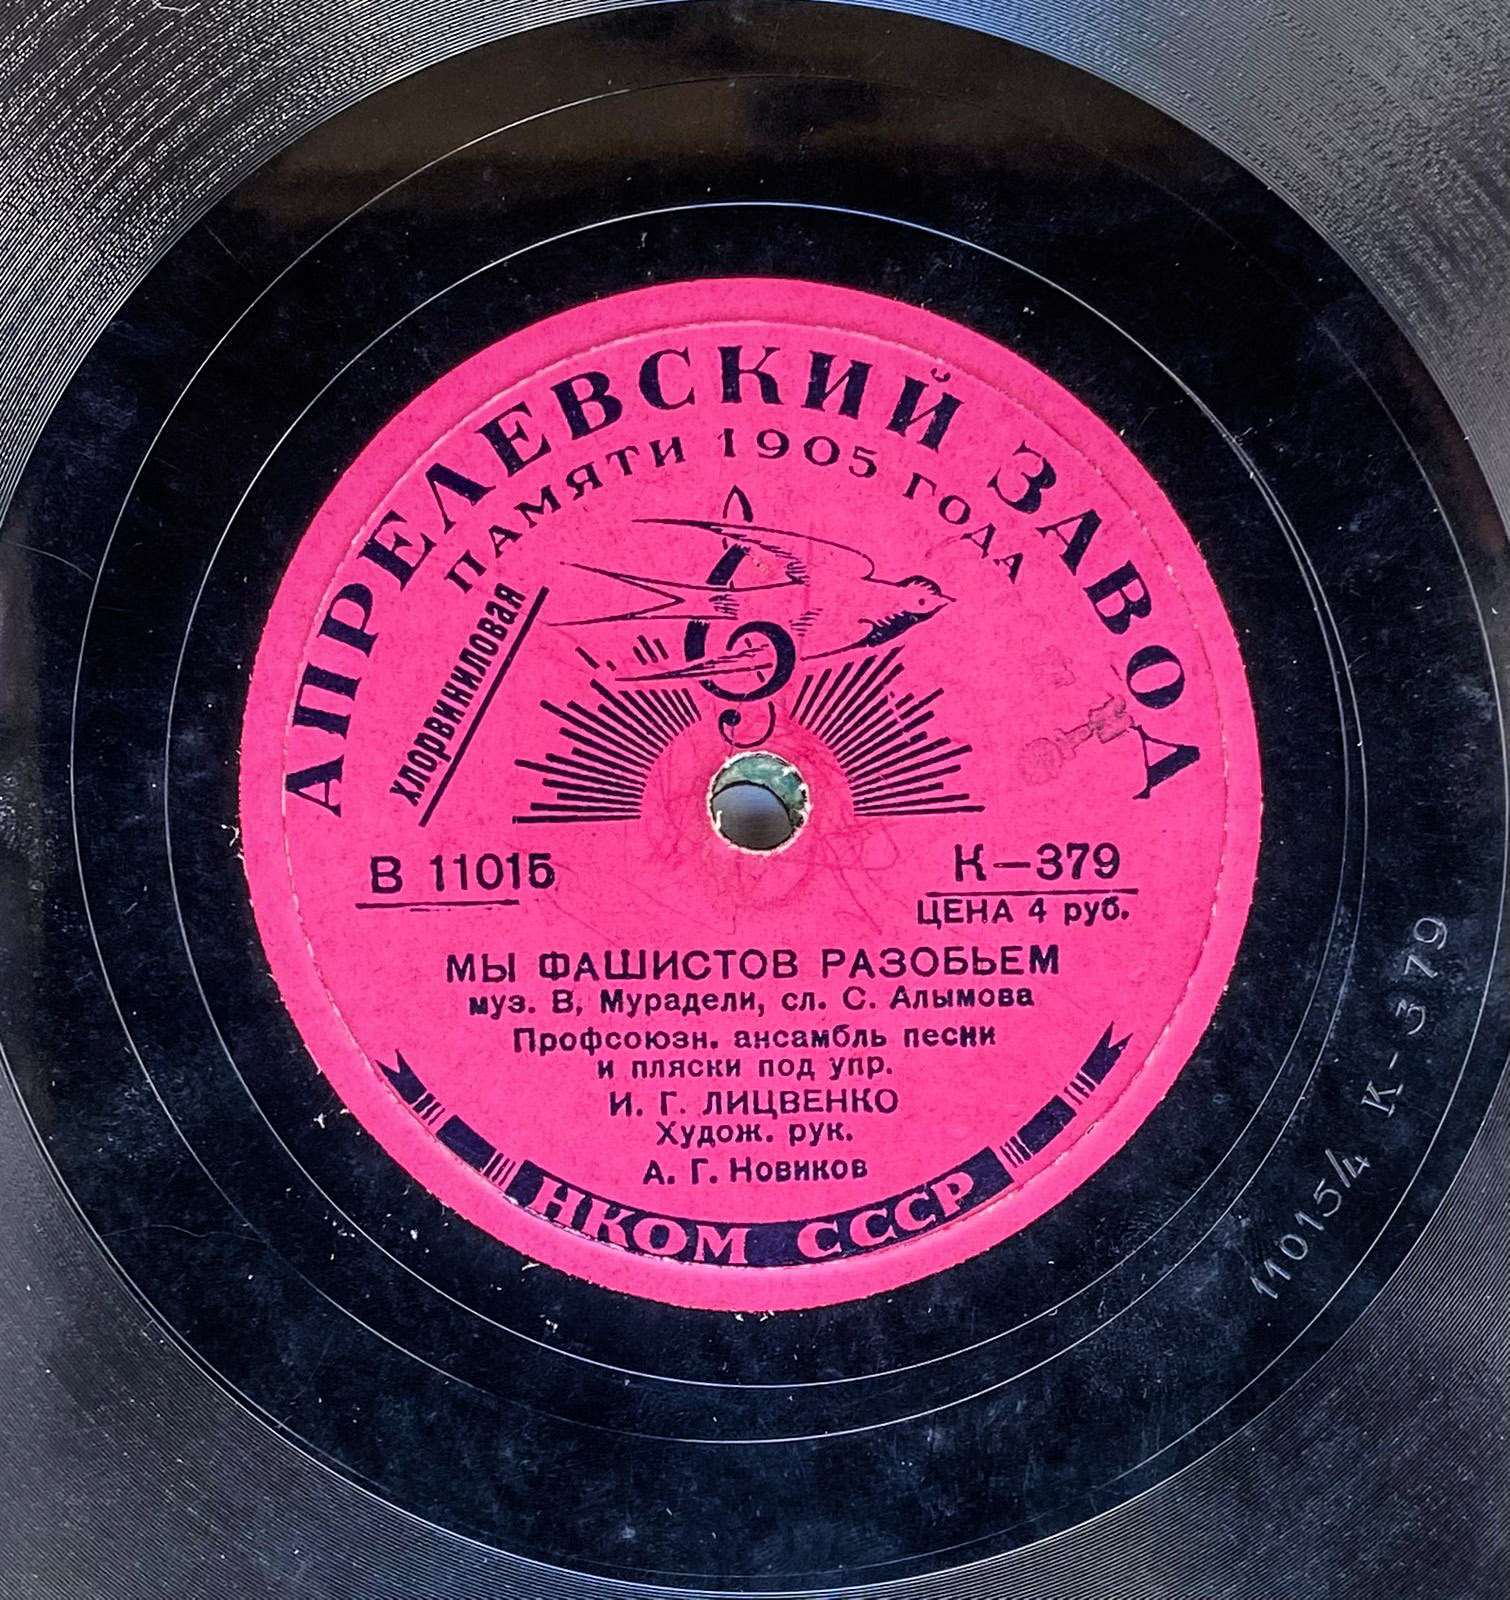 АПРЕЛЕВСКИЙ ЗАВОД
ПАМЯТИ 1905 ГОДА
хлорвиниловая
В 11015
К—379
ЦЕНА 4 руб.
МЫ ФАШИСТОВ РАЗОБЬЕМ
муз. В, Мурадели, сл. С. Алымова
Профсоюзн. ансамбль песни
и пляски под упр.
И. Г. ЛИЦВЕНКО
Худож. рук.
А. Г. Новиков
НКОМ СССР
11015/4 К-379